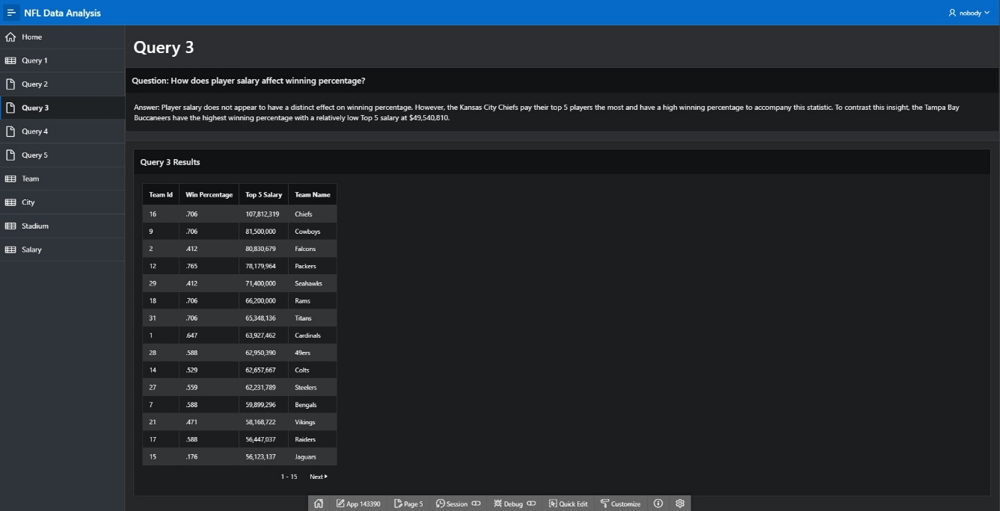 NFL Data Analysis
nobody
Home
Query 1
Query 2
Query 3
Query 4
Query 5
Team
City
Stadium
Salary
Query 3
Question: How does player salary affect winning percentage?
Answer: Player salary does not appear to have a distinct effect on winning percentage. However, the Kansas City Chiefs pay their top 5 players the most and have a high winning percentage to accompany this statistic. To contrast this insight, the Tampa Bay
Buccaneers have the highest winning percentage with a relatively low Top 5 salary at $49,540,810.
Query 3 Results
Team Id Win Percentage Top 5 Salary Team Name
16 .706 107,812,319 Chiefs
9 .706 81,500,000 Cowboys
2 .412 80,830,679 Falcons
12 .765 78,179,964 Packers
29 .412 71,400,000 Seahawks
18 .706 66,200,000 Rams
31 .706 65,348,136 Titans
1 .647 63,927,462 Cardinals
28 .588 62,950,390 49ers
14 .529 62,657,667 Colts
27 .559 62,231,789 Steelers
7 .588 59,899,296 Bengals
21 .471 58,168,722 Vikings
17 .588 56,447,037 Raiders
15 .176 56,123,137 Jaguars
1 - 15 Next
App 143390 Page 5 Session Debug Quick Edit Customize